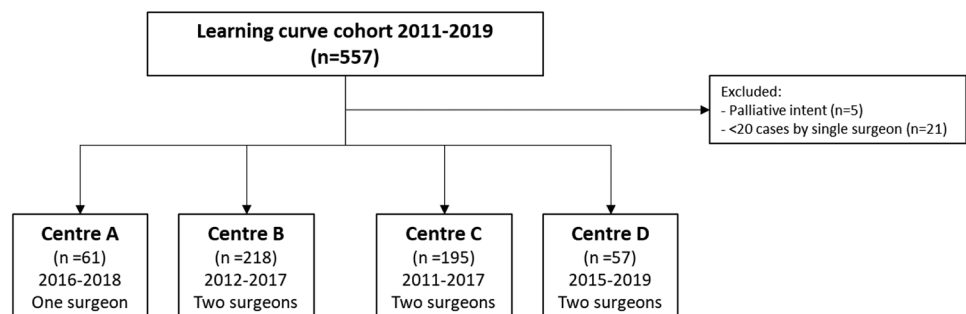 Learning curve cohort 2011-2019
(n=557)
Excluded:
- Palliative intent (n=5)
- <20 cases by single surgeon (n=21)
Centre A
(n =61)
2016-2018
One surgeon
Centre B
(n =218)
2012-2017
Two surgeons
Centre C
(n =195)
2011-2017
Two surgeons
Centre D
(n =57)
2015-2019
Two surgeons